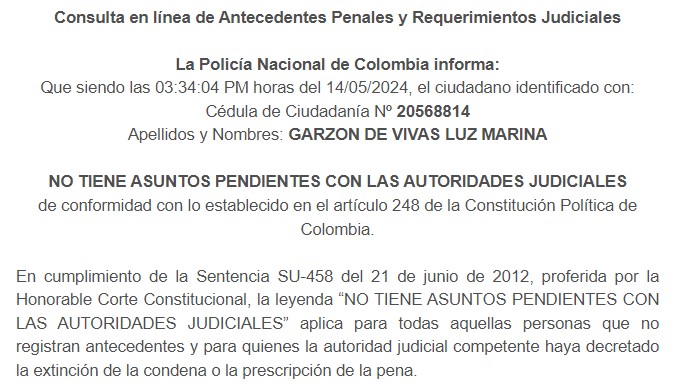 Consulta en línea de Antecedentes Penales y Requerimientos Judiciales
La Policía Nacional de Colombia informa:
Que siendo las 03:34:04 PM horas del 14/05/2024, el ciudadano identificado con:
Cédula de Ciudadanía Nº 20568814
Apellidos y Nombres: GARZON DE VIVAS LUZ MARINA
NO TIENE ASUNTOS PENDIENTES CON LAS AUTORIDADES JUDICIALES
de conformidad con lo establecido en el artículo 248 de la Constitución Política de
Colombia.
En cumplimiento de la Sentencia SU-458 del 21 de junio de 2012, proferida por la
Honorable Corte Constitucional, la leyenda “NO TIENE ASUNTOS PENDIENTES CON
LAS AUTORIDADES JUDICIALES” aplica para todas aquellas personas que no
registran antecedentes y para quienes la autoridad judicial competente haya decretado
la extinción de la condena o la prescripción de la pena.